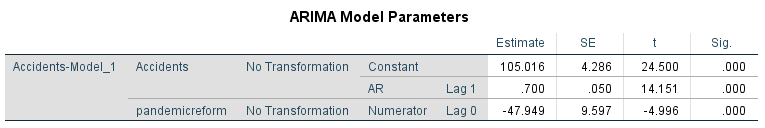 ARIMA Model Parameters
Estimate SE t Sig.
Accidents-Model_1 Accidents No Transformation Constant 105.016 4.286 24.500 .000
AR Lag 1 .700 .050 14.151 .000
pandemicreform No Transformation Numerator Lag 0 -47.949 9.597 -4.996 .000